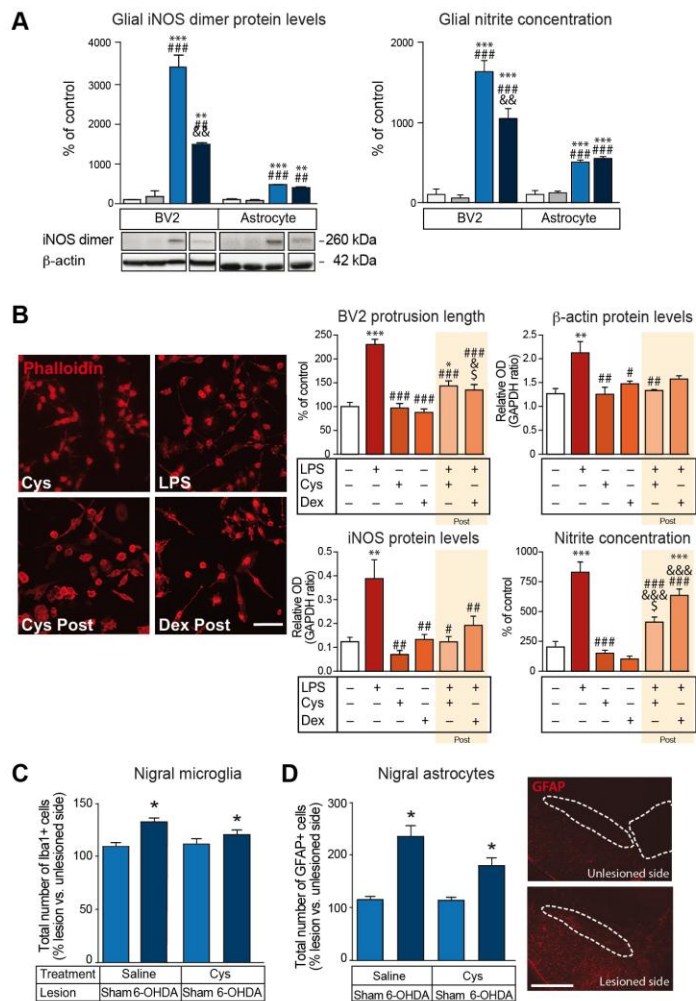 A
Glial iNOS dimer protein levels
% of control
4000
3000
2000
1000
0
***
###
**
##
&&
***
###
**
##
BV2 Astrocyte
iNOS dimer -260 kDa
β-actin - 42 kDa
Glial nitrite concentration
% of control
2000
1000
0
***
###
***
###
&&
***
###
***
###
BV2 Astrocyte
B
Phalloidin
Cys
LPS
Cys Post
Dex Post
BV2 protrusion length
% of control
250
200
150
100
50
0
***
###
###
*
###
###
&
$
LPS – + – – + +
Cys – – + – + –
Dex – – – + – +
Post
β-actin protein levels
Relative OD
(GAPDH ratio)
2.5
2.0
1.5
1.0
0.5
0.0
**
##
#
##
– + – – + +
– – + – + –
– – – + – +
Post
iNOS protein levels
Relative OD
(GAPDH ratio)
0.5
0.4
0.3
0.2
0.1
0.0
**
##
##
#
##
LPS – + – – + +
Cys – – + – + –
Dex – – – + – +
Post
Nitrite concentration
% of control
1000
750
500
250
0
***
###
###
&&&
$
***
&&&
###
– + – – + +
– – + – + –
– – – + – +
Post
C
Nigral microglia
Total number of Iba1+ cells
(% lesion vs. unlesioned side)
150
100
50
0
*
*
Treatment Saline Cys
Lesion Sham 6-OHDA Sham 6-OHDA
D
Nigral astrocytes
Total number of GFAP+ cells
(% lesion vs. unlesioned side)
300
200
100
0
*
*
Saline Cys
Sham 6-OHDA Sham 6-OHDA
GFAP
Unlesioned side
Lesioned side